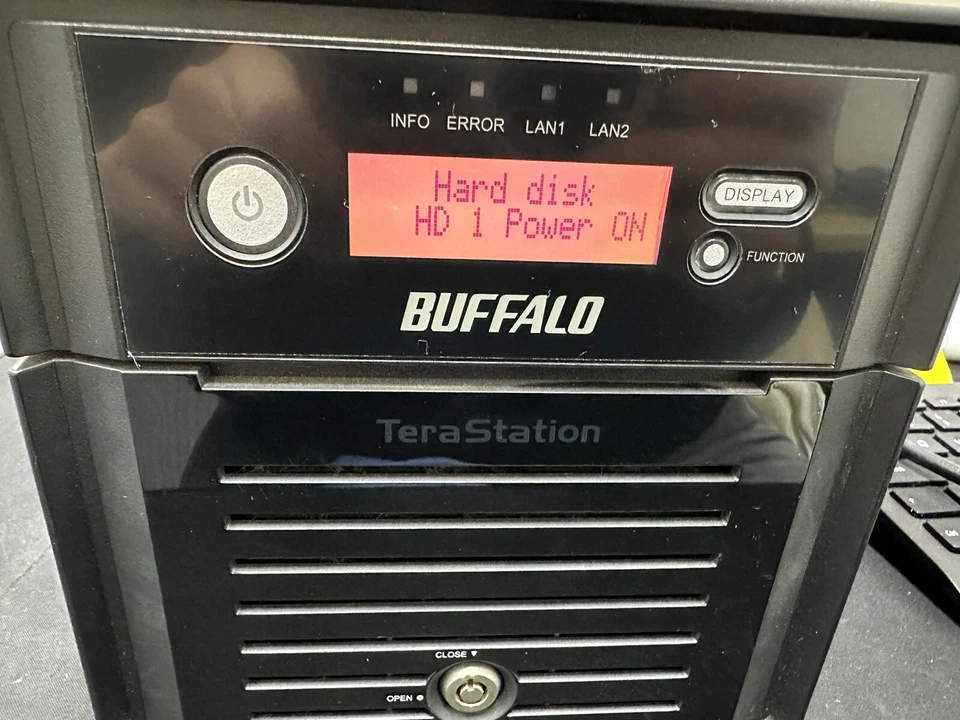 INFO ERROR LAN1 LAN2
Hard disk
HD 1 Power ON
DISPLAY
FUNCTION
BUFFALO
TeraStation
CLOSE
OPEN